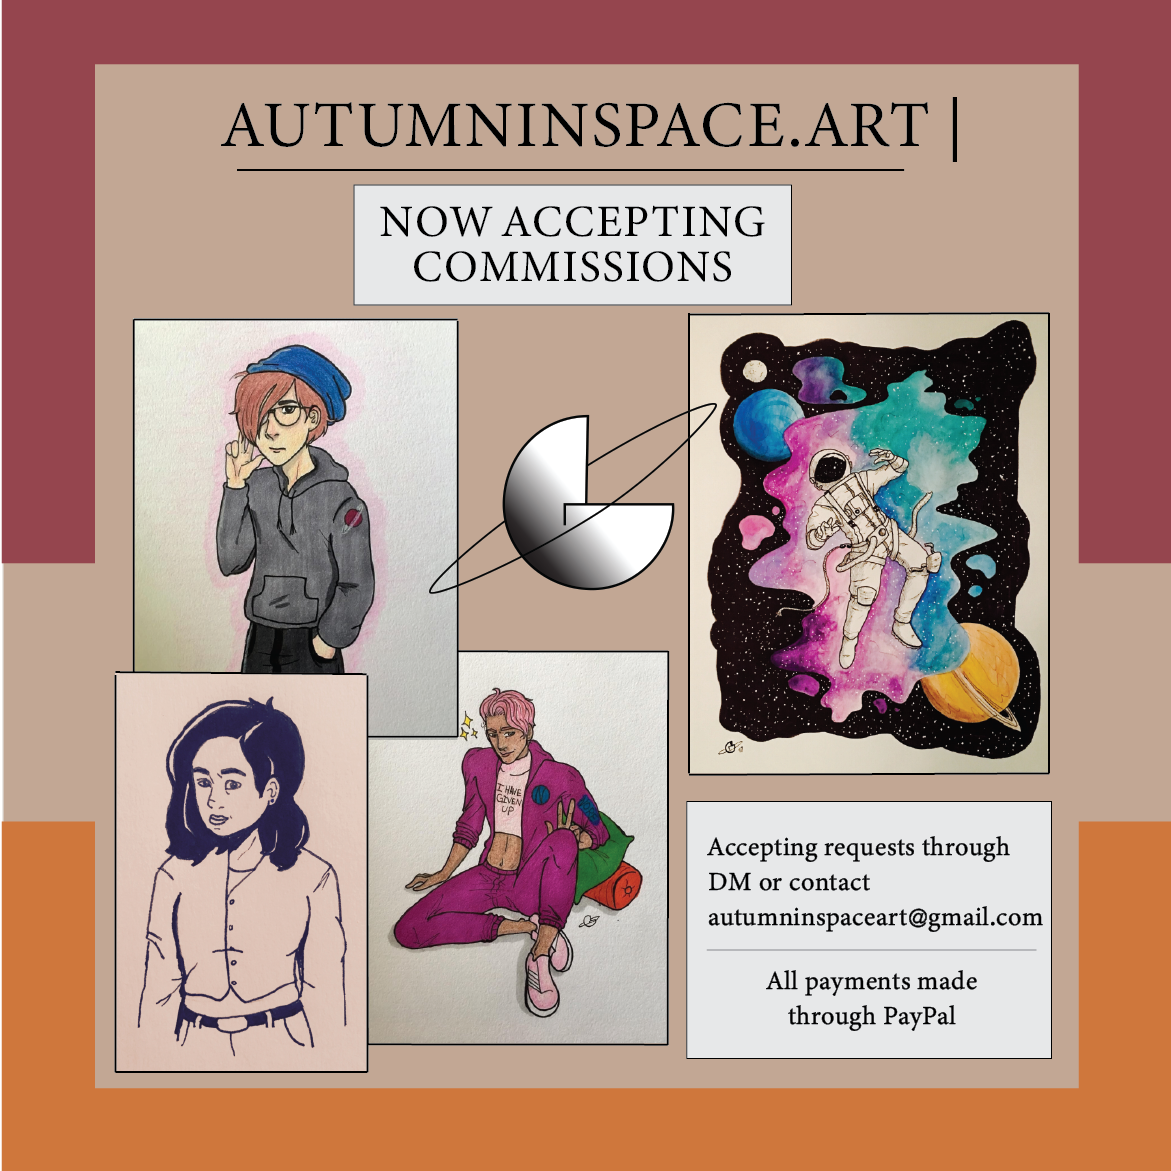 AUTUMNINSPACE.ART |
NOW ACCEPTING
COMMISSIONS
I HAVE
GIVEN
UP
Accepting requests through
DM or contact
autumninspaceart@gmail.com
All payments made
through PayPal